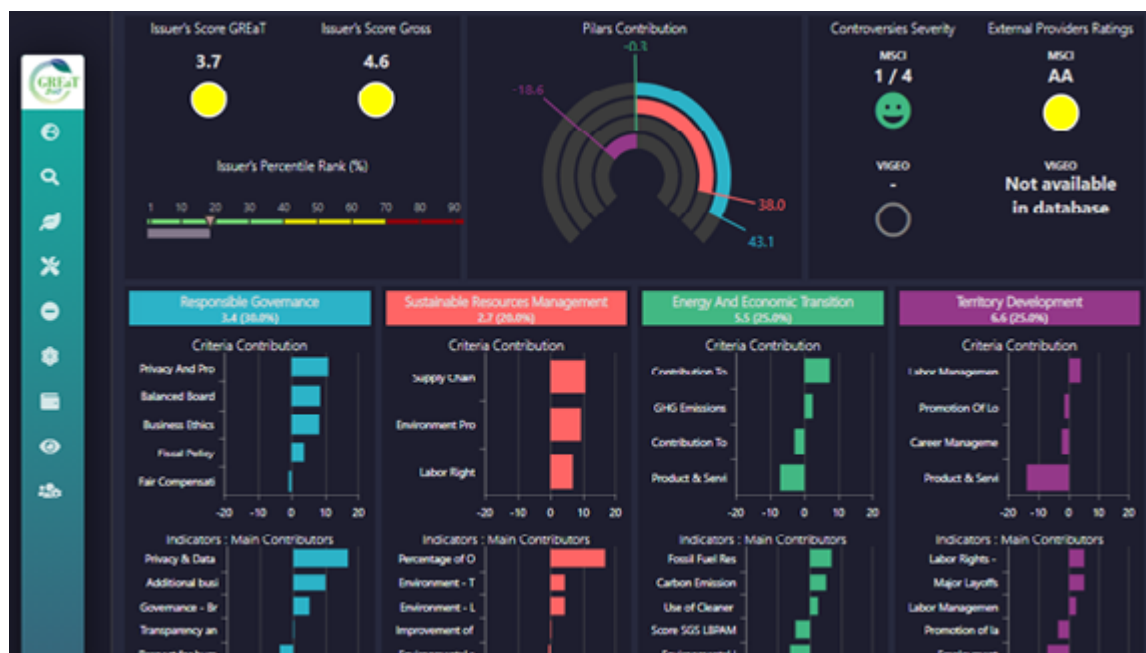 Issuer's Score GREaT
Issuer's Score Gross
3.7
4.6
Issuer's Percentile Rank (%)
1 10 20 30 40 50 60 70 80 90
Pillars Contribution
-0.3
-18.6
38.0
43.1
Controversies Severity
External Providers Ratings
MSCI
1 / 4
MSCI
AA
VIGEO
-
VIGEO
Not available
in database
GREaT
Responsible Governance
3.4 (30.0%)
Criteria Contribution
Privacy And Pro
Balanced Board
Business Ethics
Fiscal Policy
Fair Compensati
-20 -10 0 10 20
Indicators : Main Contributors
Privacy & Data
Additional busi
Governance - Br
Transparency an
Sustainable Resources Management
2.7 (20.0%)
Criteria Contribution
Supply Chain
Environment Pro
Labor Right
-20 -10 0 10 20
Indicators : Main Contributors
Percentage of O
Environment - T
Environment - L
Improvement of
Energy And Economic Transition
5.5 (25.0%)
Criteria Contribution
Contribution To
GHG Emissions
Contribution To
Product & Servi
-20 -10 0 10 20
Indicators : Main Contributors
Fossil Fuel Res
Carbon Emission
Use of Cleaner
Score SGS LBPAM
Territory Development
6.6 (25.0%)
Criteria Contribution
Labor Managemen
Promotion Of Lo
Career Manageme
Product & Servi
-20 -10 0 10 20
Indicators : Main Contributors
Labor Rights -
Major Layoffs
Labor Managemen
Promotion of la